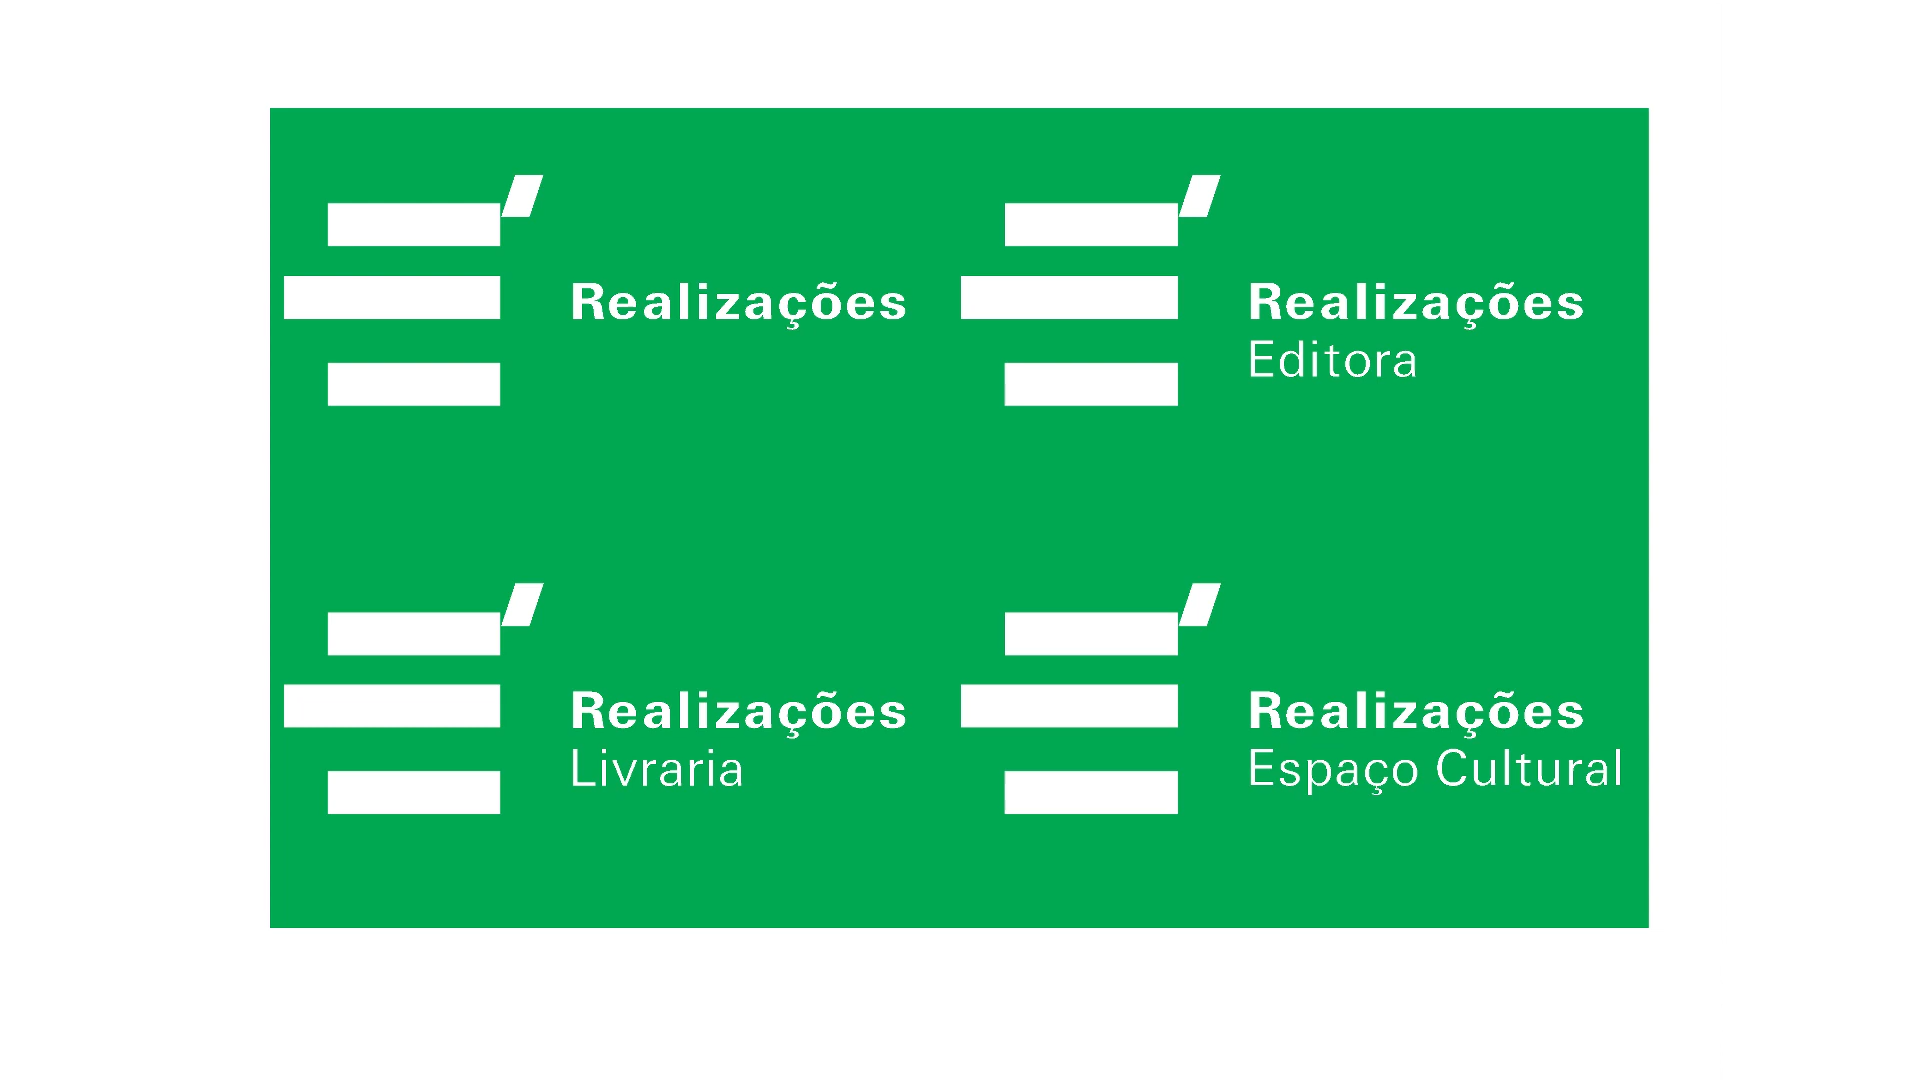 Realizações
Realizações
Editora
Realizações
Livraria
Realizações
Espaço Cultural